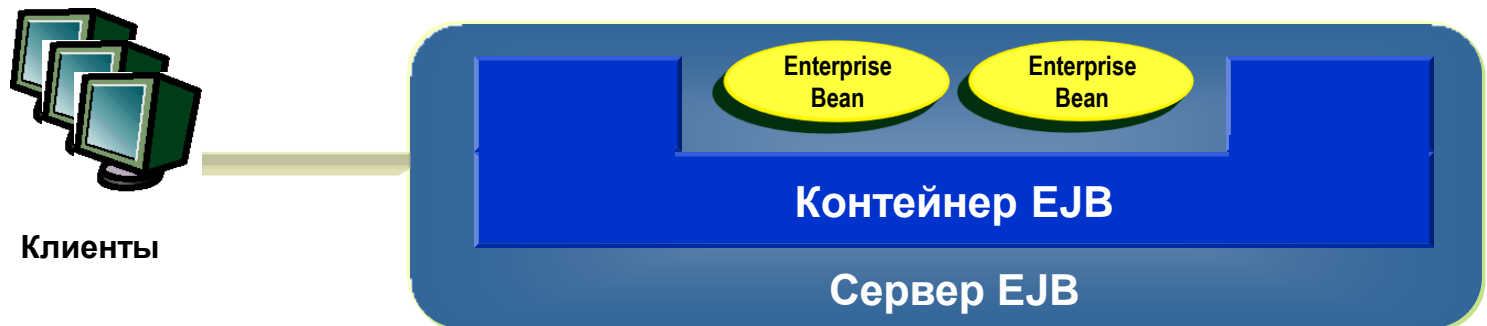 Enterprise
Bean
Enterprise
Bean
Контейнер EJB
Клиенты
Сервер EJB